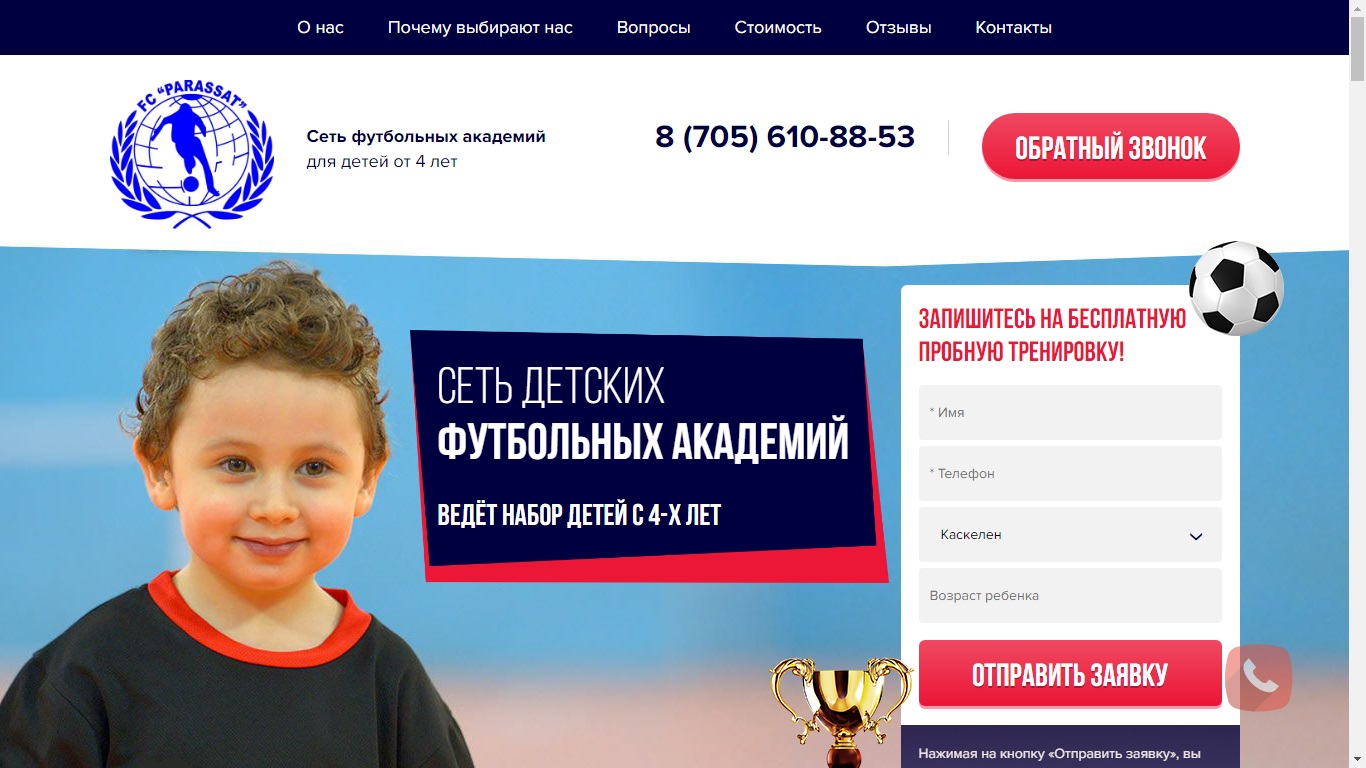 О нас Почему выбирают нас Вопросы Стоимость Отзывы Контакты
FC "PARASSAT"
Сеть футбольных академий
для детей от 4 лет
8 (705) 610-88-53
ОБРАТНЫЙ ЗВОНОК
СЕТЬ ДЕТСКИХ
ФУТБОЛЬНЫХ АКАДЕМИЙ
ВЕДЁТ НАБОР ДЕТЕЙ С 4-Х ЛЕТ
ЗАПИШИТЕСЬ НА БЕСПЛАТНУЮ
ПРОБНУЮ ТРЕНИРОВКУ!
* Имя
* Телефон
Каскелен
Возраст ребенка
ОТПРАВИТЬ ЗАЯВКУ
Нажимая на кнопку «Отправить заявку», вы